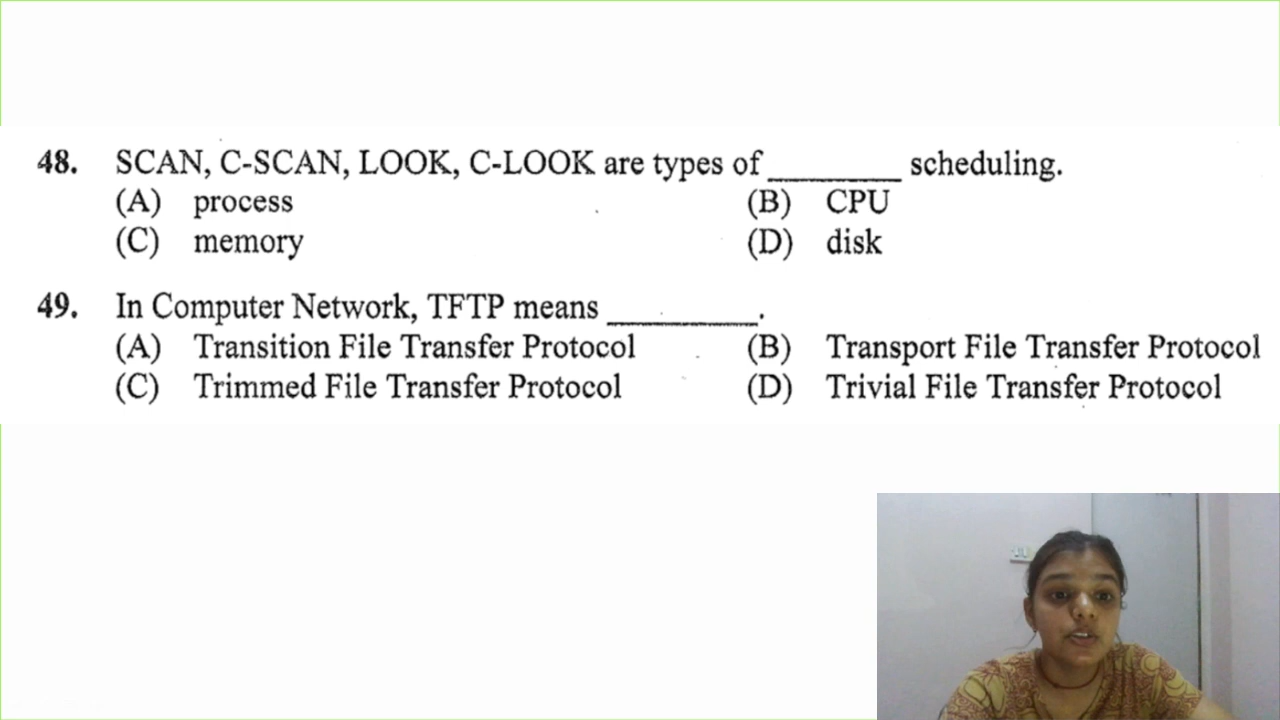 48. SCAN, C-SCAN, LOOK, C-LOOK are types of ________ scheduling.
(A) process (B) CPU
(C) memory (D) disk
49. In Computer Network, TFTP means _________.
(A) Transition File Transfer Protocol (B) Transport File Transfer Protocol
(C) Trimmed File Transfer Protocol (D) Trivial File Transfer Protocol